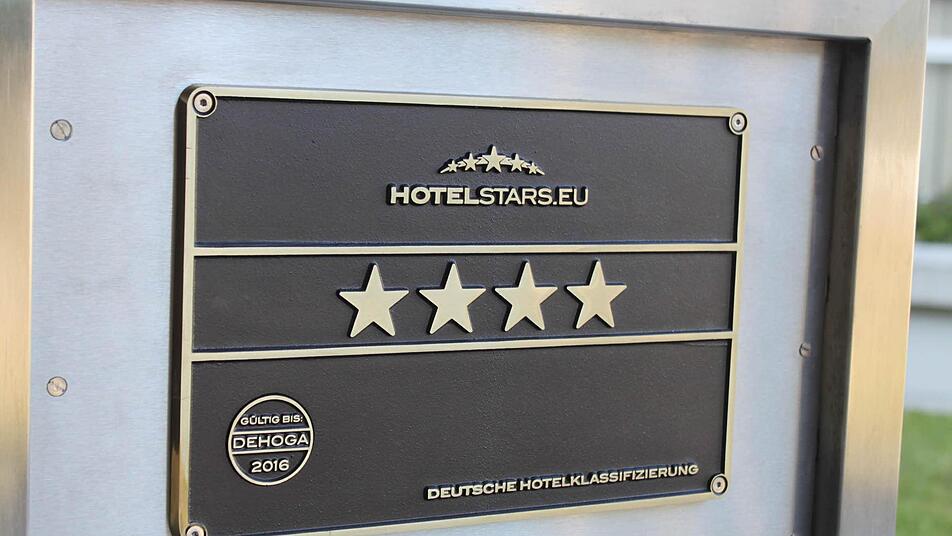 HOTELSTARS.EU
GÜLTIG BIS:
DEHOGA
2016
DEUTSCHE HOTELKLASSIFIZIERUNG